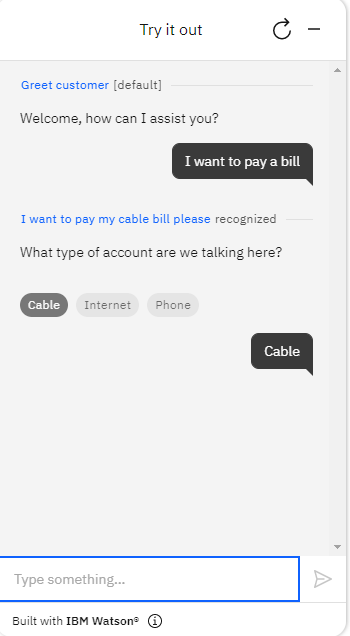 Try it out
Greet customer [default]
Welcome, how can I assist you?
I want to pay a bill
I want to pay my cable bill please recognized
What type of account are we talking here?
Cable Internet Phone
Cable
Type something...
Built with IBM Watson®